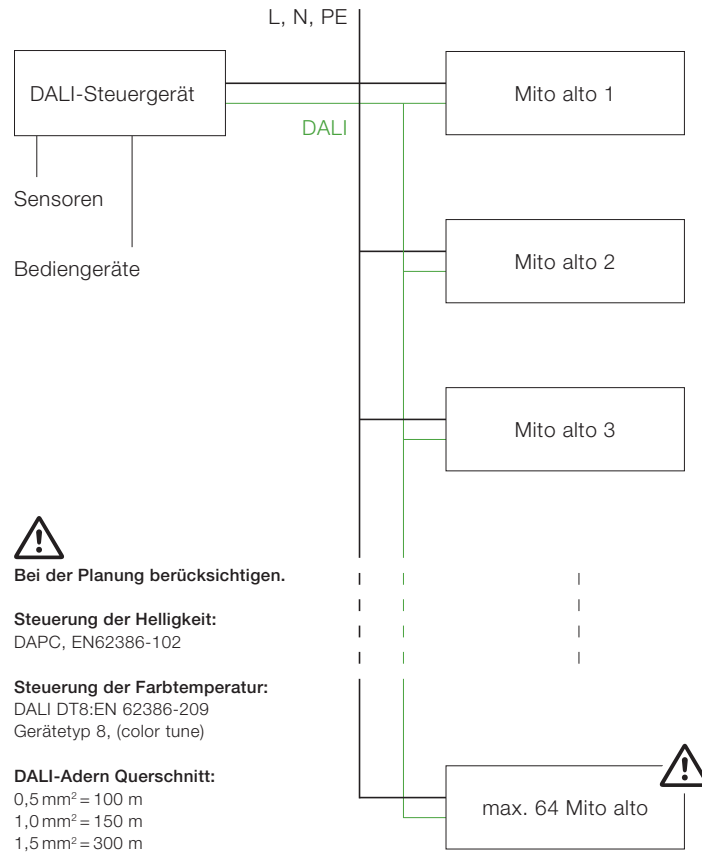 L, N, PE
DALI-Steuergerät
Mito alto 1
DALI
Sensoren
Bediengeräte
Mito alto 2
Mito alto 3
Bei der Planung berücksichtigen.
Steuerung der Helligkeit:
DAPC, EN62386-102
Steuerung der Farbtemperatur:
DALI DT8:EN 62386-209
Gerätetyp 8, (color tune)
DALI-Adern Querschnitt:
0,5 mm² = 100 m
1,0 mm² = 150 m
1,5 mm² = 300 m
max. 64 Mito alto